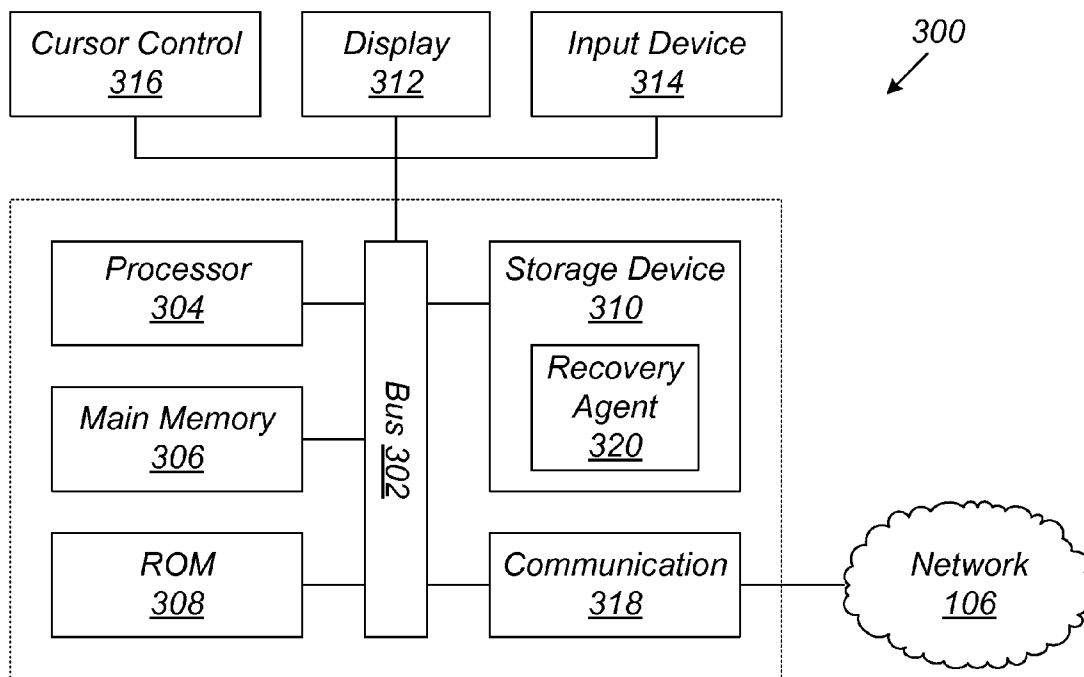 Cursor Control
316
Display
312
Input Device
314
300
Processor
304
Storage Device
310
Recovery
Agent
320
Main Memory
306
Bus 302
ROM
308
Communication
318
Network
106